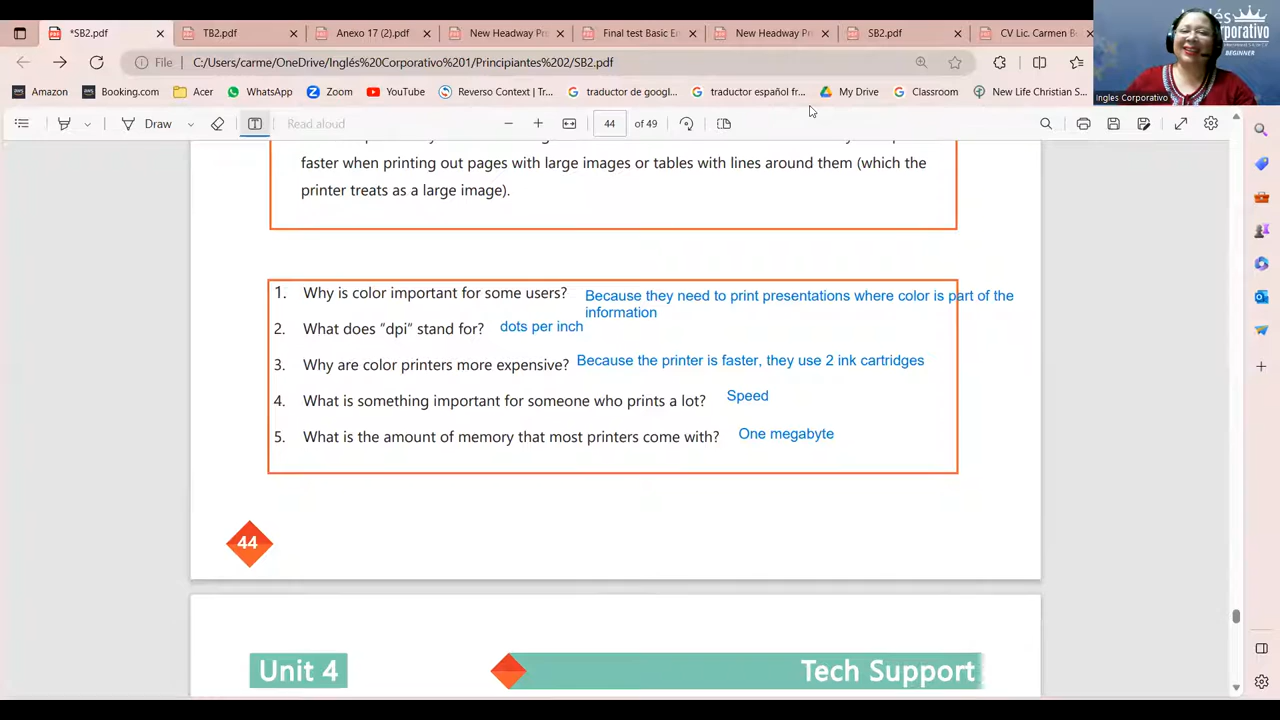 *SB2.pdf
TB2.pdf
Anexo 17 (2).pdf
New Headway Pr
Final test Basic E
New Headway Pr
SB2.pdf
CV Lic. Carmen B
File
C:/Users/carme/OneDrive/Ingles%20Corporativo%201/Principiante%2002/SB2.pdf
Amazon
Booking.com
Acer
WhatsApp
Zoom
YouTube
Reverso Context | Tr...
traductor de googl...
traductor español fr...
My Drive
Classroom
New Life Christian S...
Ingles Corporativo
BEGINNER
Draw
Read aloud
44
of 49
faster when printing out pages with large images or tables with lines around them (which the
printer treats as a large image).
1. Why is color important for some users? Because they need to print presentations where color is part of the
information
2. What does “dpi” stand for? dots per inch
3. Why are color printers more expensive? Because the printer is faster, they use 2 ink cartridges
4. What is something important for someone who prints a lot? Speed
5. What is the amount of memory that most printers come with? One megabyte
44
Unit 4
Tech Support